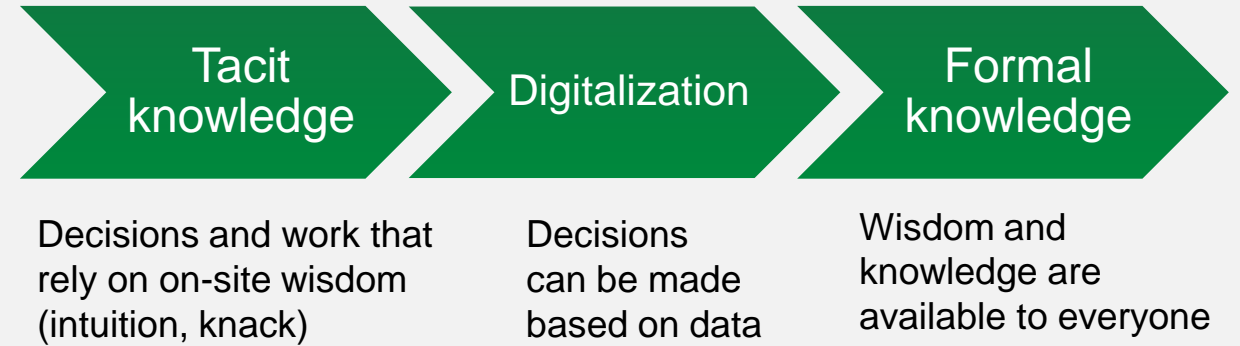 Tacit
knowledge
Digitalization
Formal
knowledge
Decisions and work that
rely on on-site wisdom
(intuition, knack)
Decisions
can be made
based on data
Wisdom and
knowledge are
available to everyone